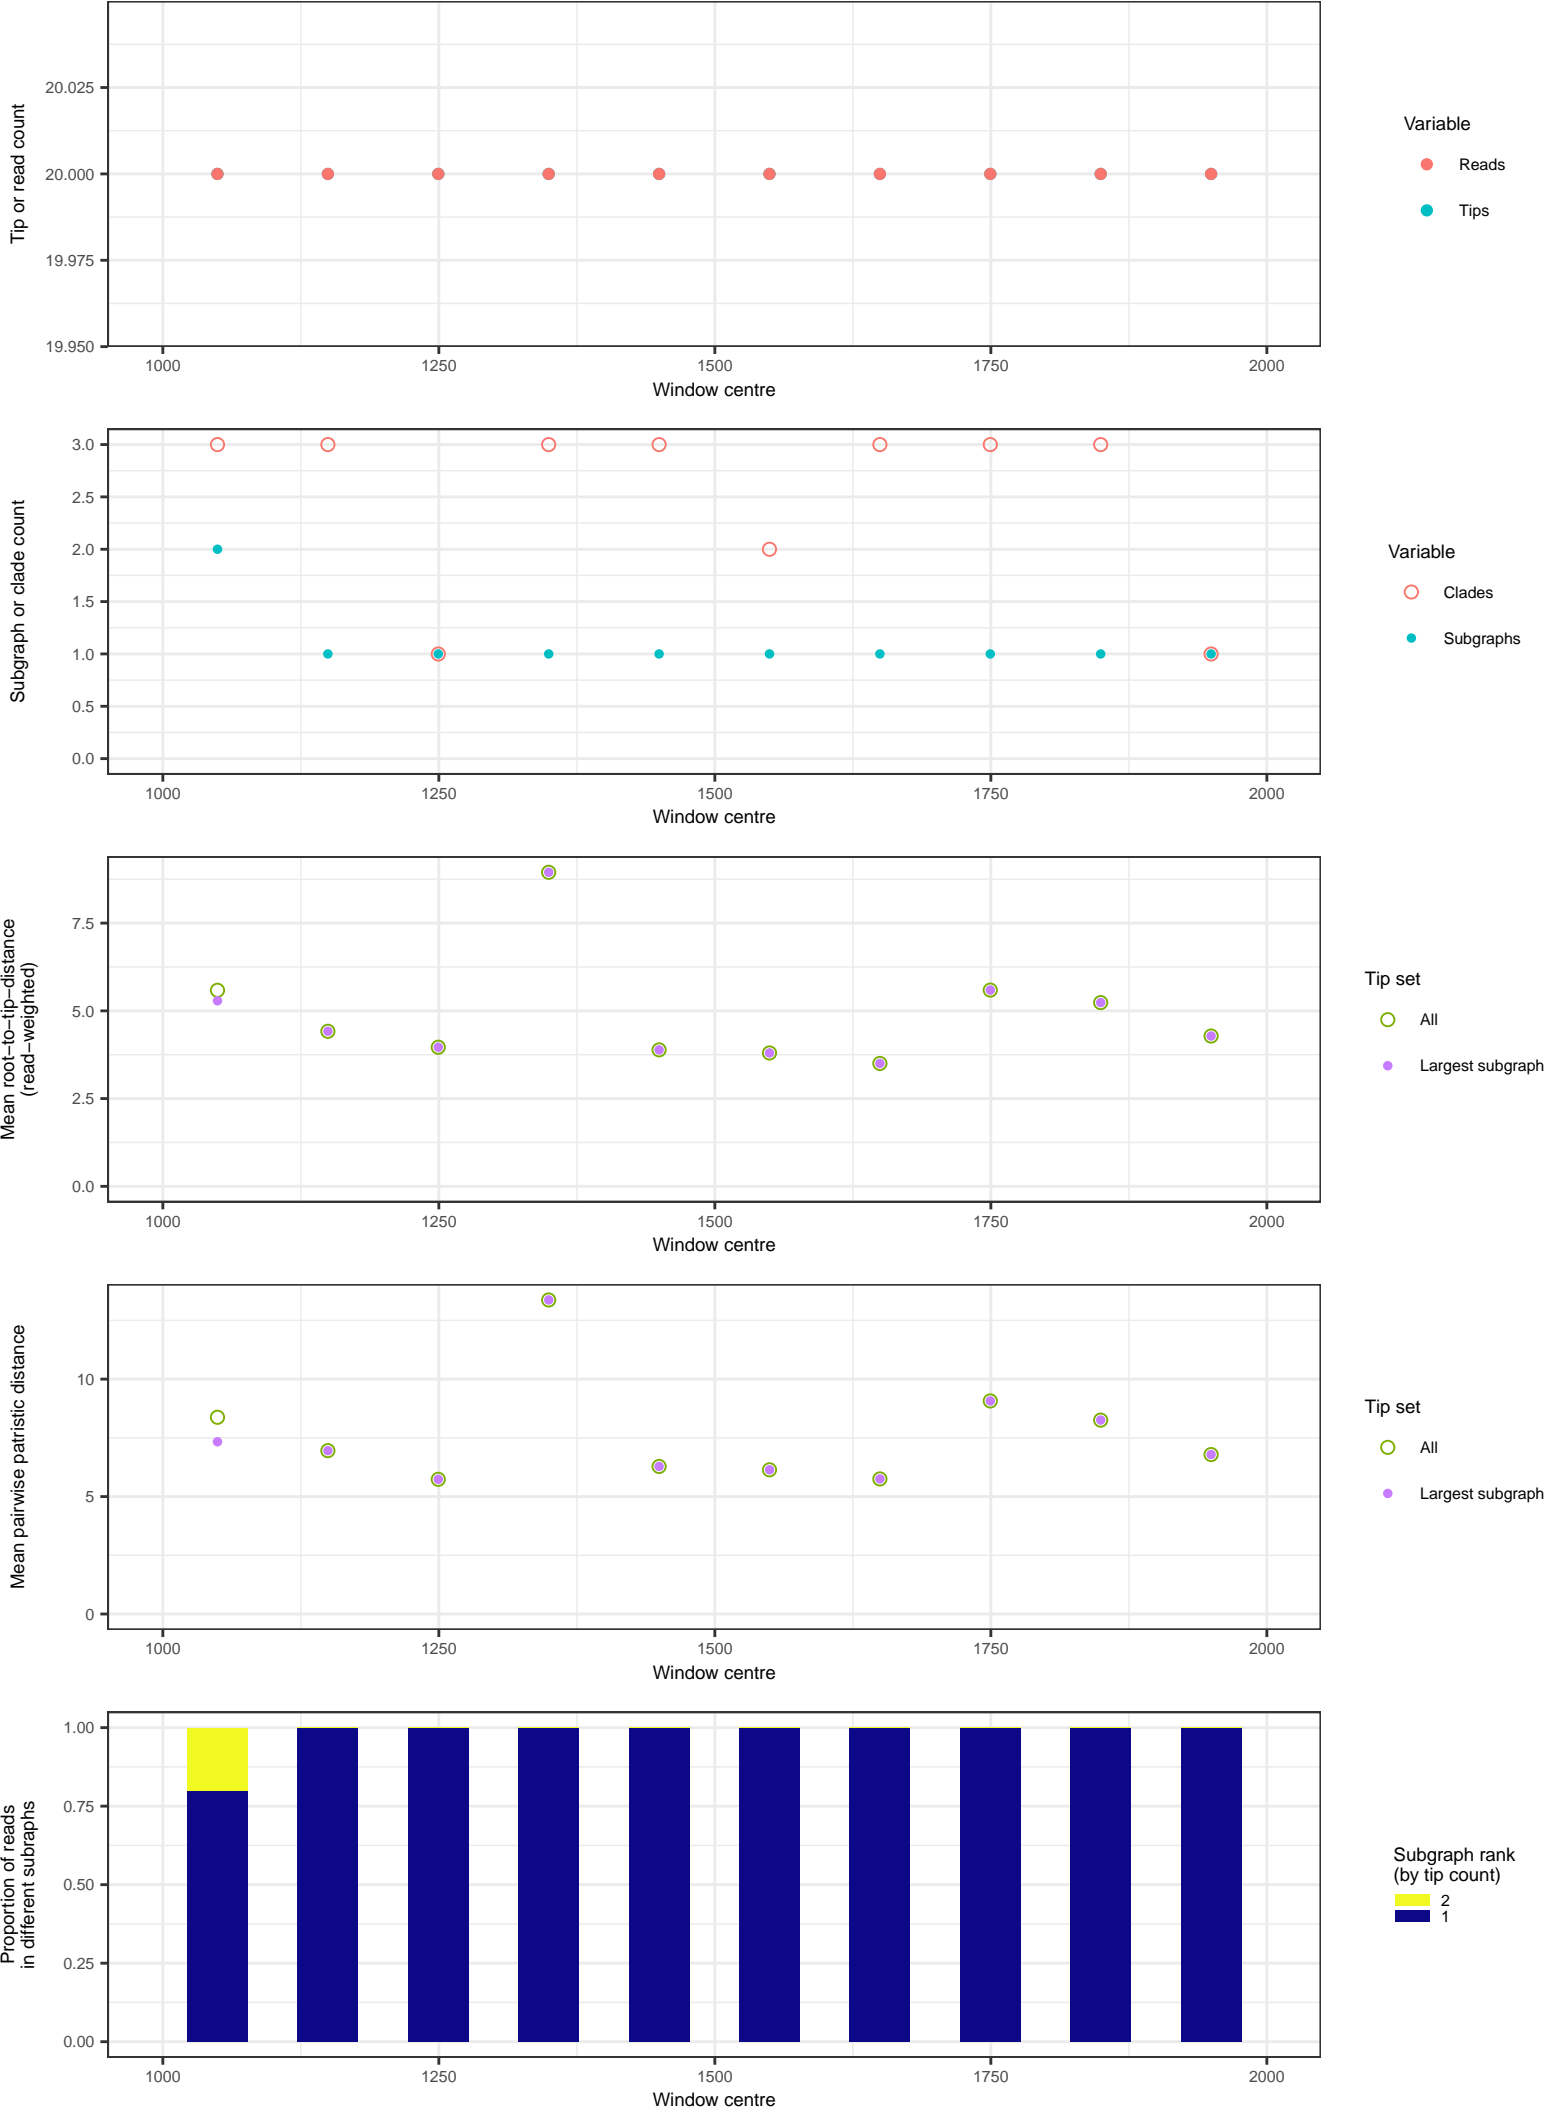 Tip or read count
20.025
20.000
19.975
19.950
1000 1250 1500 1750 2000
Window centre
Variable
Reads
Tips
Subgraph or clade count
3.0
2.5
2.0
1.5
1.0
0.5
0.0
1000 1250 1500 1750 2000
Window centre
Variable
Clades
Subgraphs
Mean root−to−tip−distance
(read−weighted)
7.5
5.0
2.5
0.0
1000 1250 1500 1750 2000
Window centre
Tip set
All
Largest subgraph
Mean pairwise patristic distance
10
5
0
1000 1250 1500 1750 2000
Window centre
Tip set
All
Largest subgraph
Proportion of reads
in different subraphs
1.00
0.75
0.50
0.25
0.00
1000 1250 1500 1750 2000
Window centre
Subgraph rank
(by tip count)
2
1